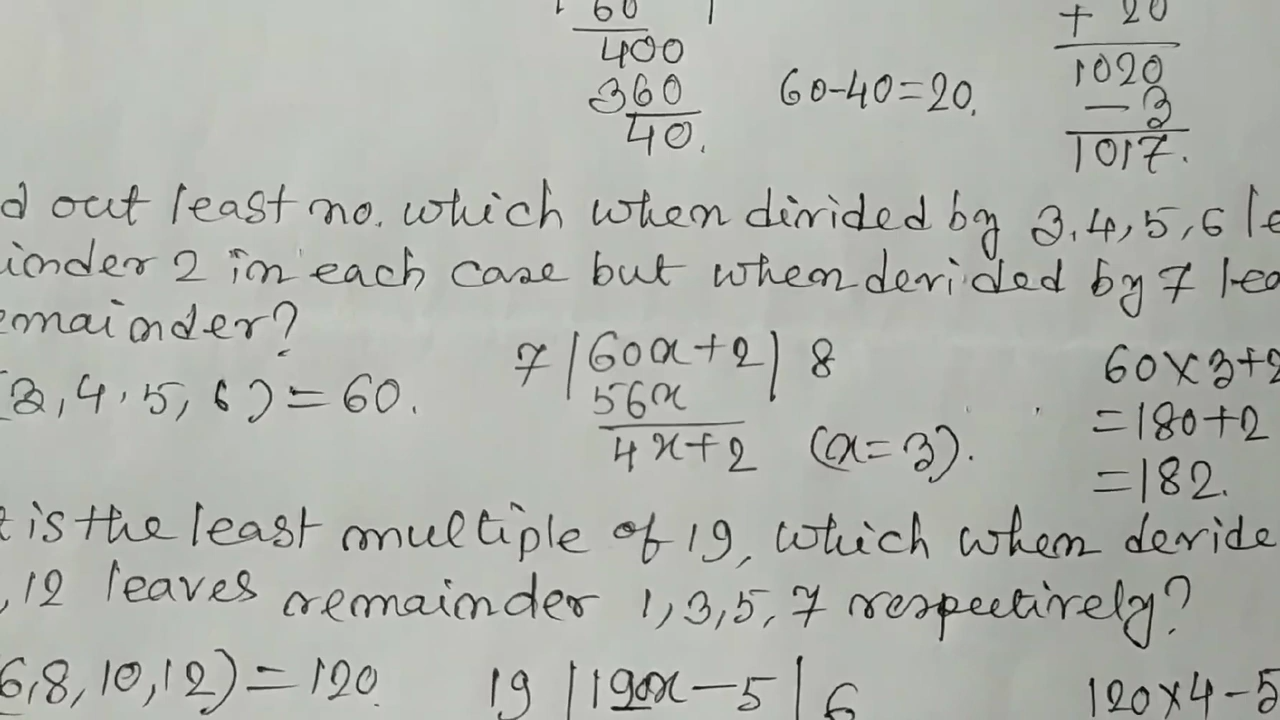 60
400
360
40.
60-40=20.
+ 20
1020
- 3
1017.
d out least no. which when divided by 3,4,5,6 le
inder 2 in each case but when derided by 7 lea
emainder?
3,4,5,6)=60.
7 | 60x+2 | 8
56x
4x+2 (x=3).
60×3+2
=180+2
=182.
t is the least multiple of 19, which when deride
,12 leaves remainder 1,3,5,7 respectively?
6,8,10,12)=120
19 | 120x-5 | 6
120×4-5